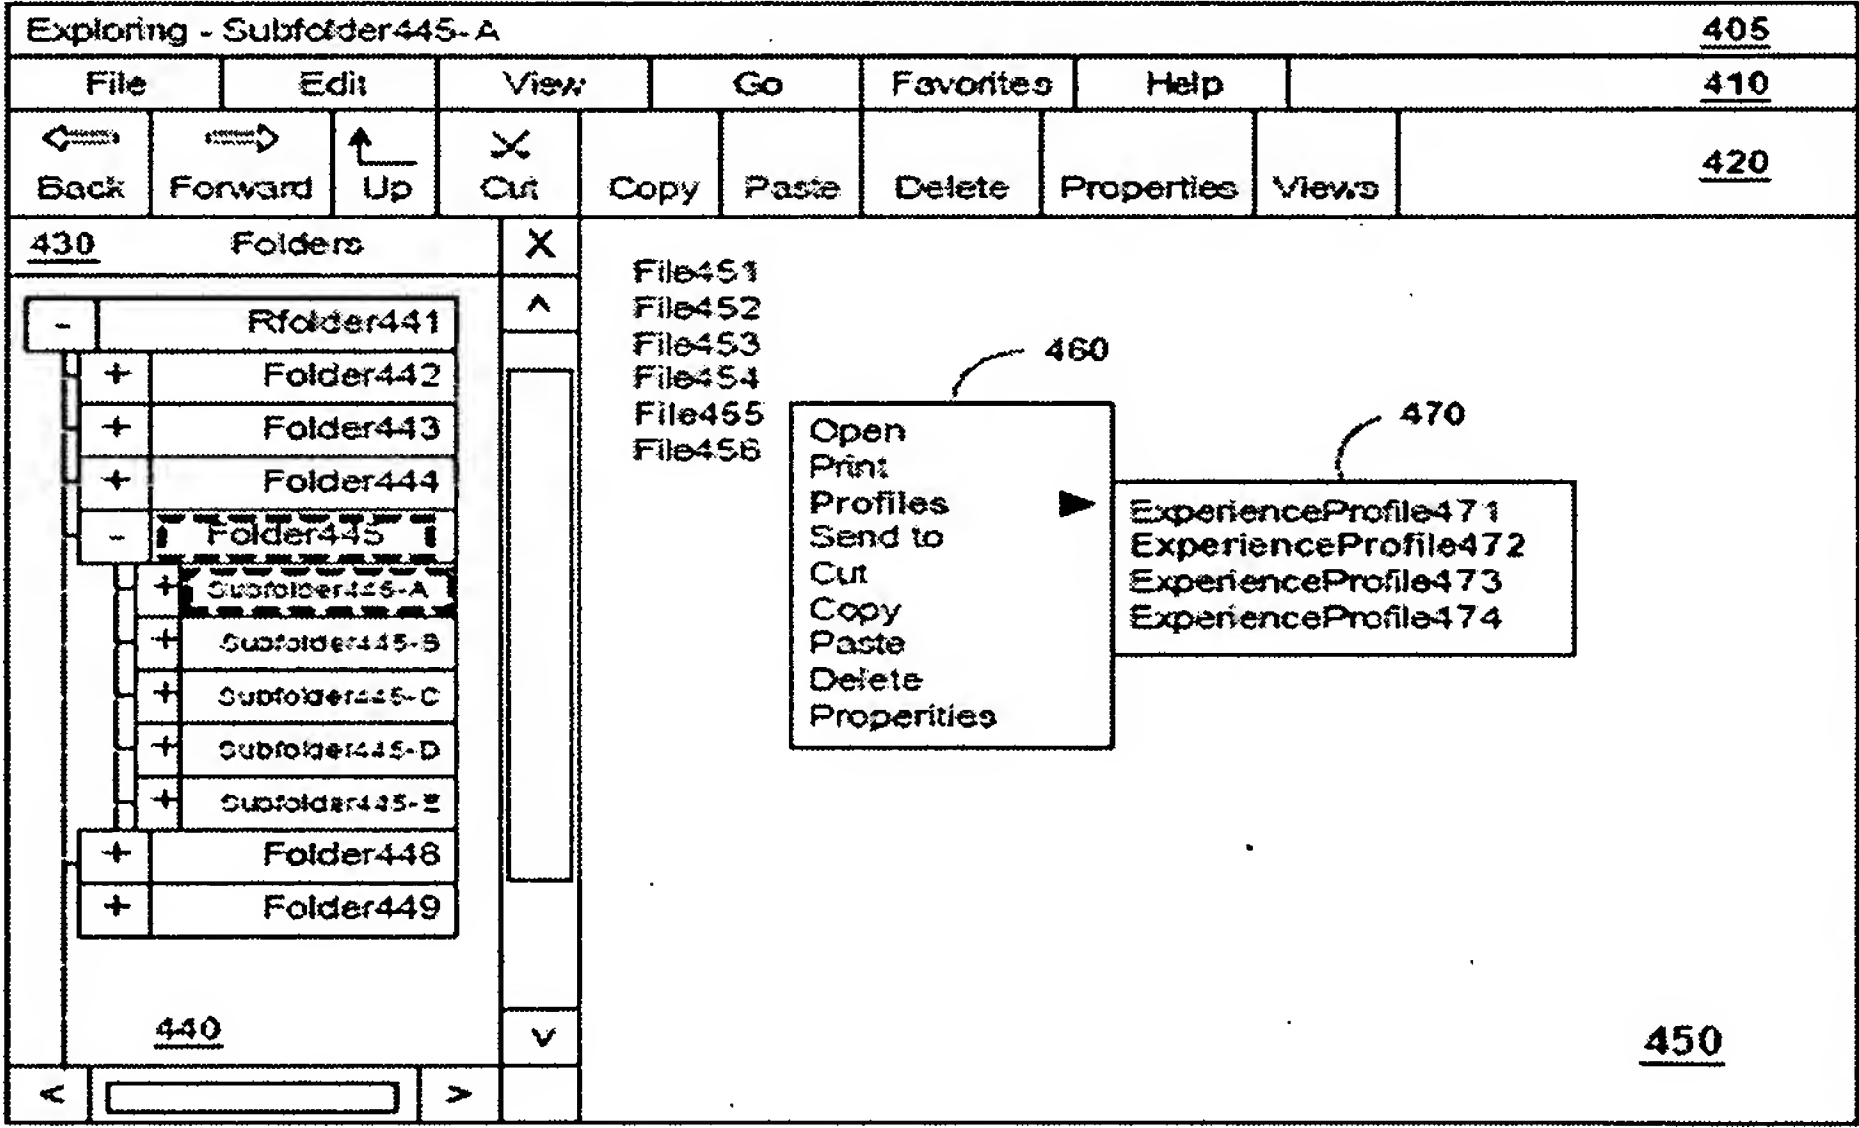 Exploring - Subfolder445-A 405
File Edit View Go Favorites Help 410
Back Forward Up Cut Copy Paste Delete Properties Views 420
430 Folders X
File451
File452
File453
File454
File455
File456
- Rfolder441
+ Folder442
+ Folder443
+ Folder444
- Folder445
+ Subfolder445-A
+ Subfolder445-B
+ Subfolder445-C
+ Subfolder445-D
+ Subfolder445-E
+ Folder448
+ Folder449
440
460
Open
Print
Profiles
Send to
Cut
Copy
Paste
Delete
Properities
470
ExperienceProfile471
ExperienceProfile472
ExperienceProfile473
ExperienceProfile474
450